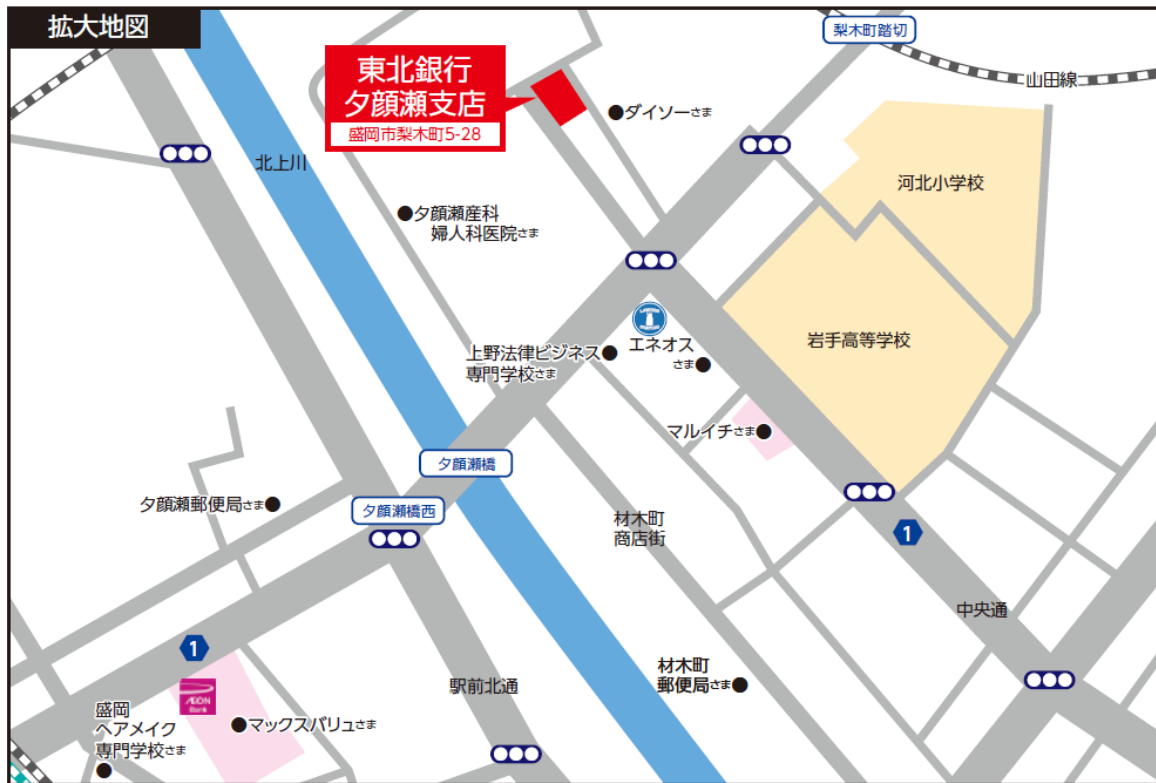 拡大地図
梨木町踏切
東北銀行
夕顔瀬支店
盛岡市梨木町5-28
山田線
●ダイソーさま
北上川
河北小学校
●夕顔瀬産科
婦人科医院さま
上野法律ビジネス●
専門学校さま
エネオス
さま●
岩手高等学校
マルイチさま●
夕顔瀬橋
夕顔瀬郵便局さま●
夕顔瀬橋西
材木町
商店街
1
中央通
1
材木町
郵便局さま●
駅前北通
AEON
Bank
盛岡
ヘアメイク
専門学校さま
●
●マックスバリュさま